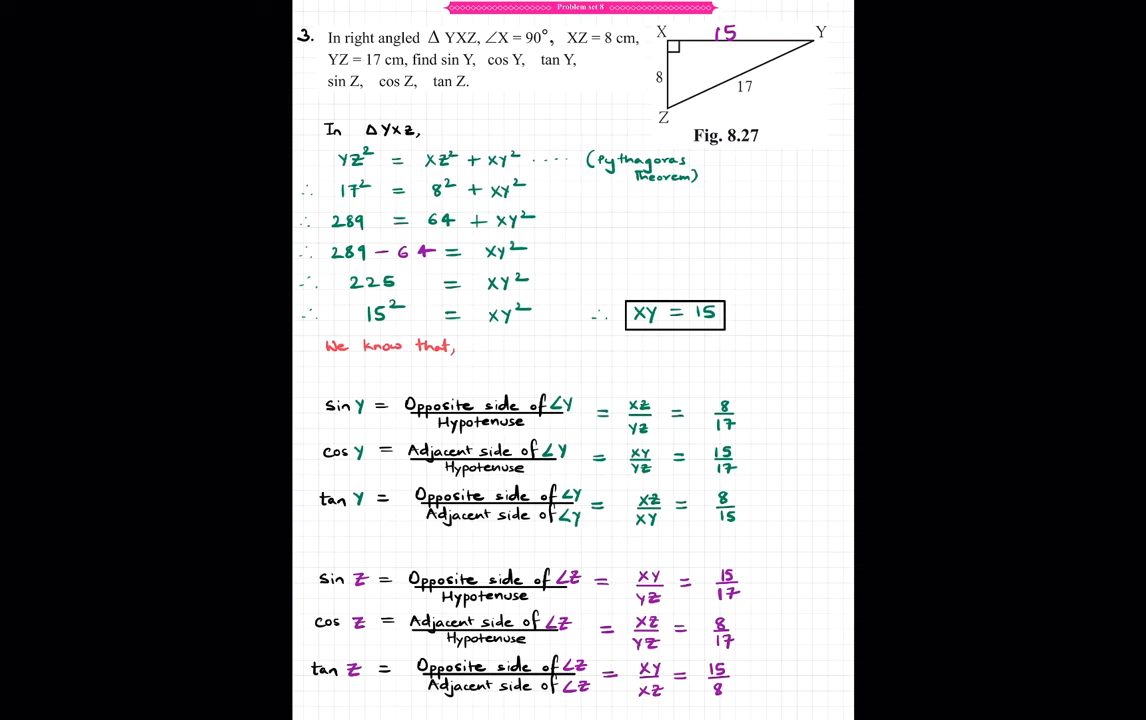 Problem set 8
3. In right angled Δ YXZ, ∠X = 90°, XZ = 8 cm,
YZ = 17 cm, find sin Y, cos Y, tan Y,
sin Z, cos Z, tan Z.
X 15 Y
8
17
Z
Fig. 8.27
In ΔYXZ,
YZ² = XZ² + XY² .... (Pythagoras Theorem)
∴ 17² = 8² + XY²
∴ 289 = 64 + XY²
∴ 289 - 64 = XY²
∴ 225 = XY²
∴ 15² = XY² ∴ XY = 15
We know that,
sin Y = Opposite side of ∠Y / Hypotenuse = XZ/YZ = 8/17
cos Y = Adjacent side of ∠Y / Hypotenuse = XY/YZ = 15/17
tan Y = Opposite side of ∠Y / Adjacent side of ∠Y = XZ/XY = 8/15
sin Z = Opposite side of ∠Z / Hypotenuse = XY/YZ = 15/17
cos Z = Adjacent side of ∠Z / Hypotenuse = XZ/YZ = 8/17
tan Z = Opposite side of ∠Z / Adjacent side of ∠Z = XY/XZ = 15/8